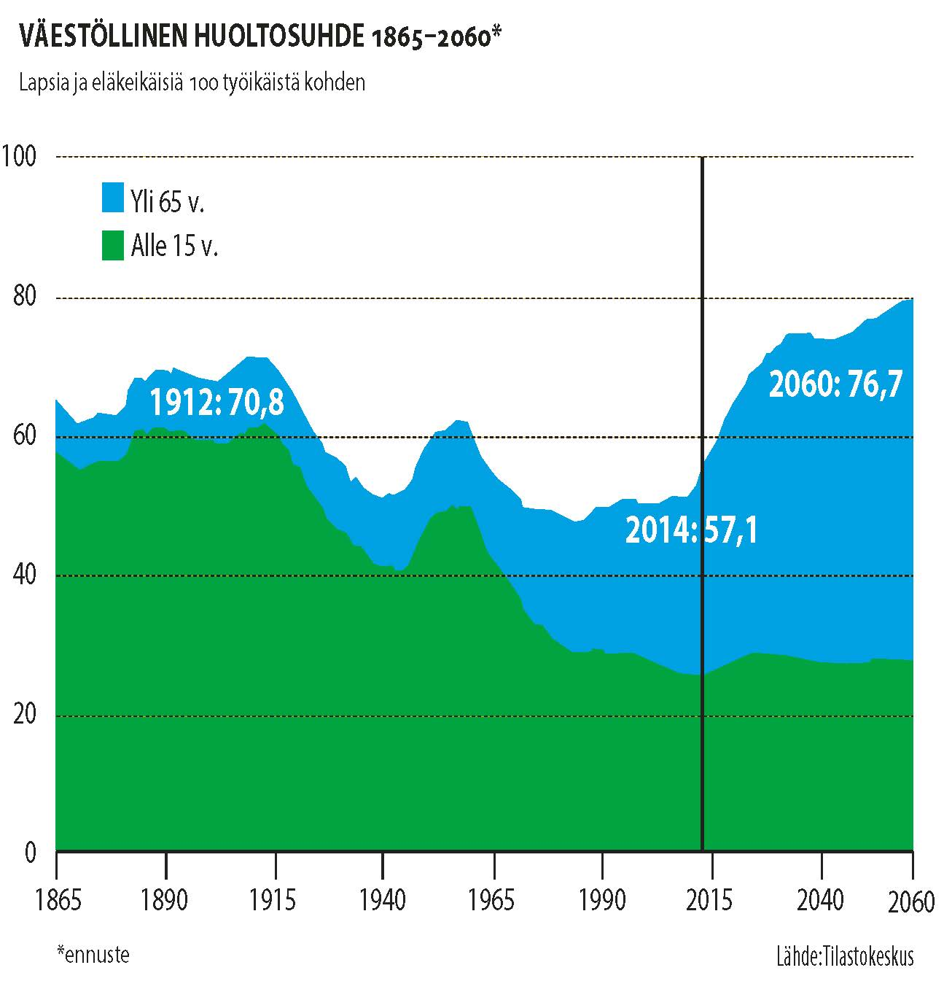 VÄESTÖLLINEN HUOLTOSUHDE 1865–2060*
Lapsia ja eläkeikäisiä 100 työikäistä kohden
100
Yli 65 v.
Alle 15 v.
80
1912: 70,8
2060: 76,7
60
2014: 57,1
40
20
0
1865 1890 1915 1940 1965 1990 2015 2040 2060
*ennuste
Lähde:Tilastokeskus